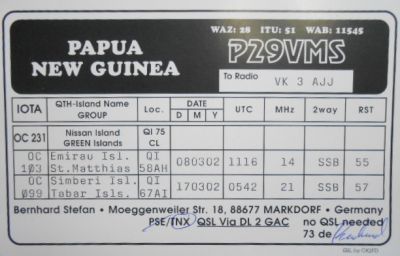 WAZ: 28 ITU: 51 WAB: 11545
PAPUA NEW GUINEA
P29VMS
To Radio VK 3 AJJ
IOTA QTH-Island Name GROUP Loc. DATE D M Y UTC MHz 2way RST
OC 231 Nissan Island GREEN Islands QI 75 CL
OC 103 Emirau Isl. St.Matthias QI 58AH 080302 1116 14 SSB 55
OC 099 Simberi Isl. Tabar Isls. QI 67AI 170302 0542 21 SSB 57
Bernhard Stefan • Moeggenweiler Str. 18, 88677 MARKDORF • Germany
PSE/TNX QSL Via DL 2 GAC no QSL needed
73 de
QSL by